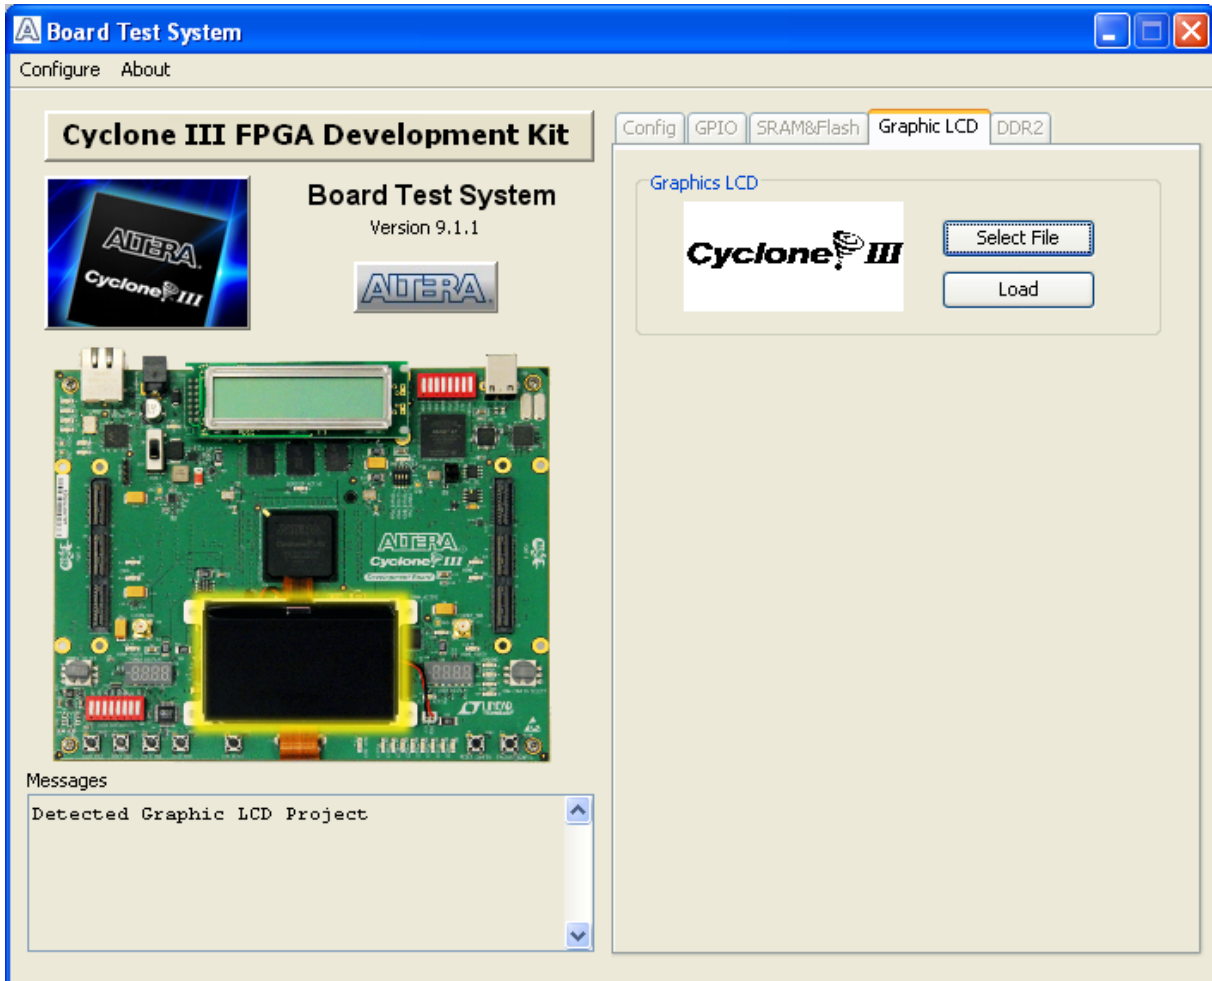 Board Test System
Configure About
Cyclone III FPGA Development Kit
ALTERA.
Cyclone III
Board Test System
Version 9.1.1
ALTERA.
ALTERA
Cyclone III
Development Board
Messages
Detected Graphic LCD Project
Config GPIO SRAM&Flash Graphic LCD DDR2
Graphics LCD
Cyclone III
Select File
Load